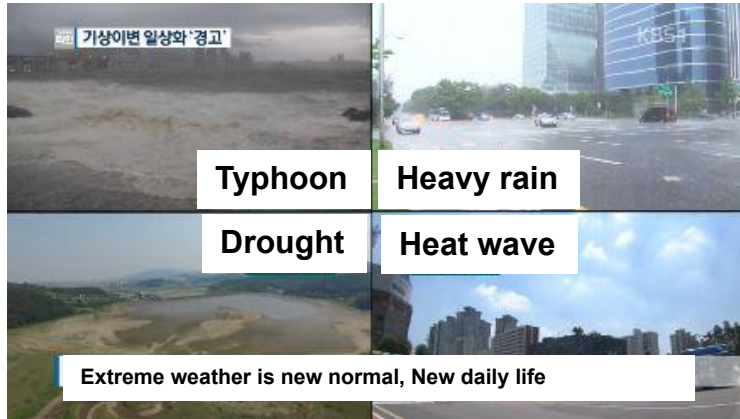 기상이변 일상화 '경고'
KBS1
Typhoon
Heavy rain
Drought
Heat wave
Extreme weather is new normal, New daily life